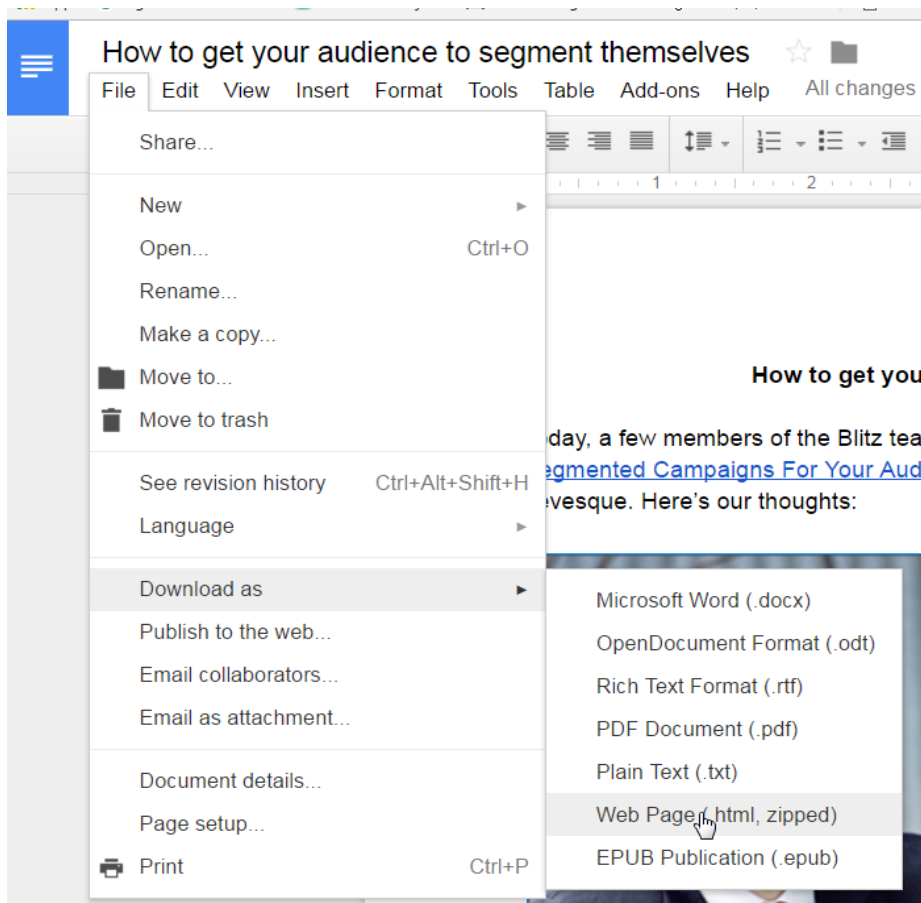 How to get your audience to segment themselves
File Edit View Insert Format Tools Table Add-ons Help All changes
Share...
1 2
New
Open... Ctrl+O
Rename...
Make a copy...
Move to...
Move to trash
See revision history Ctrl+Alt+Shift+H
Language
Download as
Publish to the web...
Email collaborators...
Email as attachment...
Document details...
Page setup...
Print Ctrl+P
How to get you
day, a few members of the Blitz tea
egmented Campaigns For Your Aud
evesque. Here's our thoughts:
Microsoft Word (.docx)
OpenDocument Format (.odt)
Rich Text Format (.rtf)
PDF Document (.pdf)
Plain Text (.txt)
Web Page (.html, zipped)
EPUB Publication (.epub)